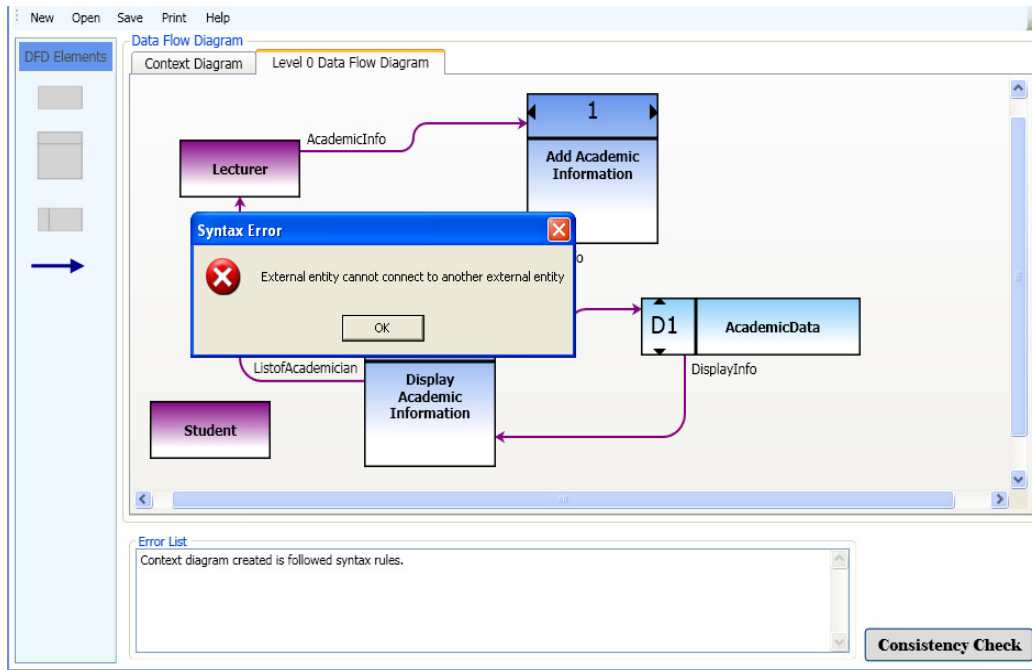 New Open Save Print Help
DFD Elements
Data Flow Diagram
Context Diagram
Level 0 Data Flow Diagram
1
AcademicInfo
Add Academic
Information
Lecturer
Syntax Error
External entity cannot connect to another external entity
OK
D1
AcademicData
ListofAcademician
DisplayInfo
Display
Academic
Information
Student
Error List
Context diagram created is followed syntax rules.
Consistency Check